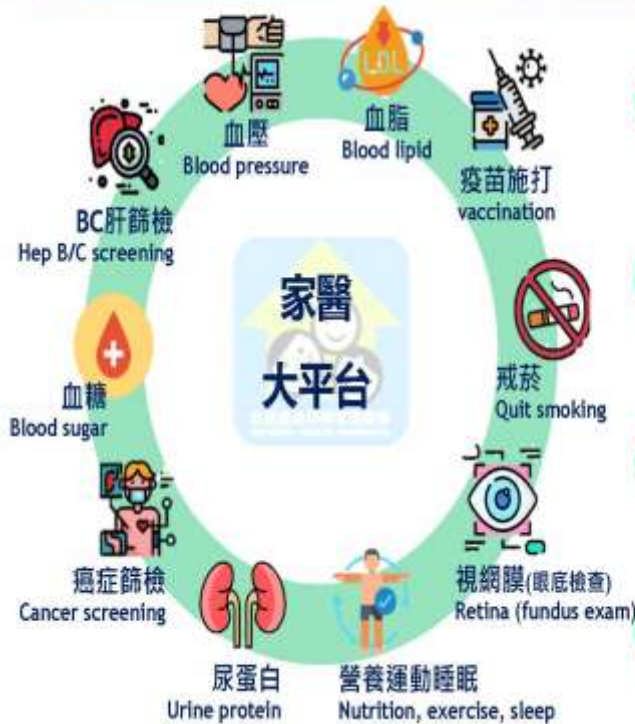 LDL
血壓
Blood pressure
血脂
Blood lipid
疫苗施打
vaccination
BC肝篩檢
Hep B/C screening
家醫
大平台
戒菸
Quit smoking
血糖
Blood sugar
視網膜(眼底檢查)
Retina (fundus exam)
癌症篩檢
Cancer screening
尿蛋白
Urine protein
營養運動睡眠
Nutrition, exercise, sleep